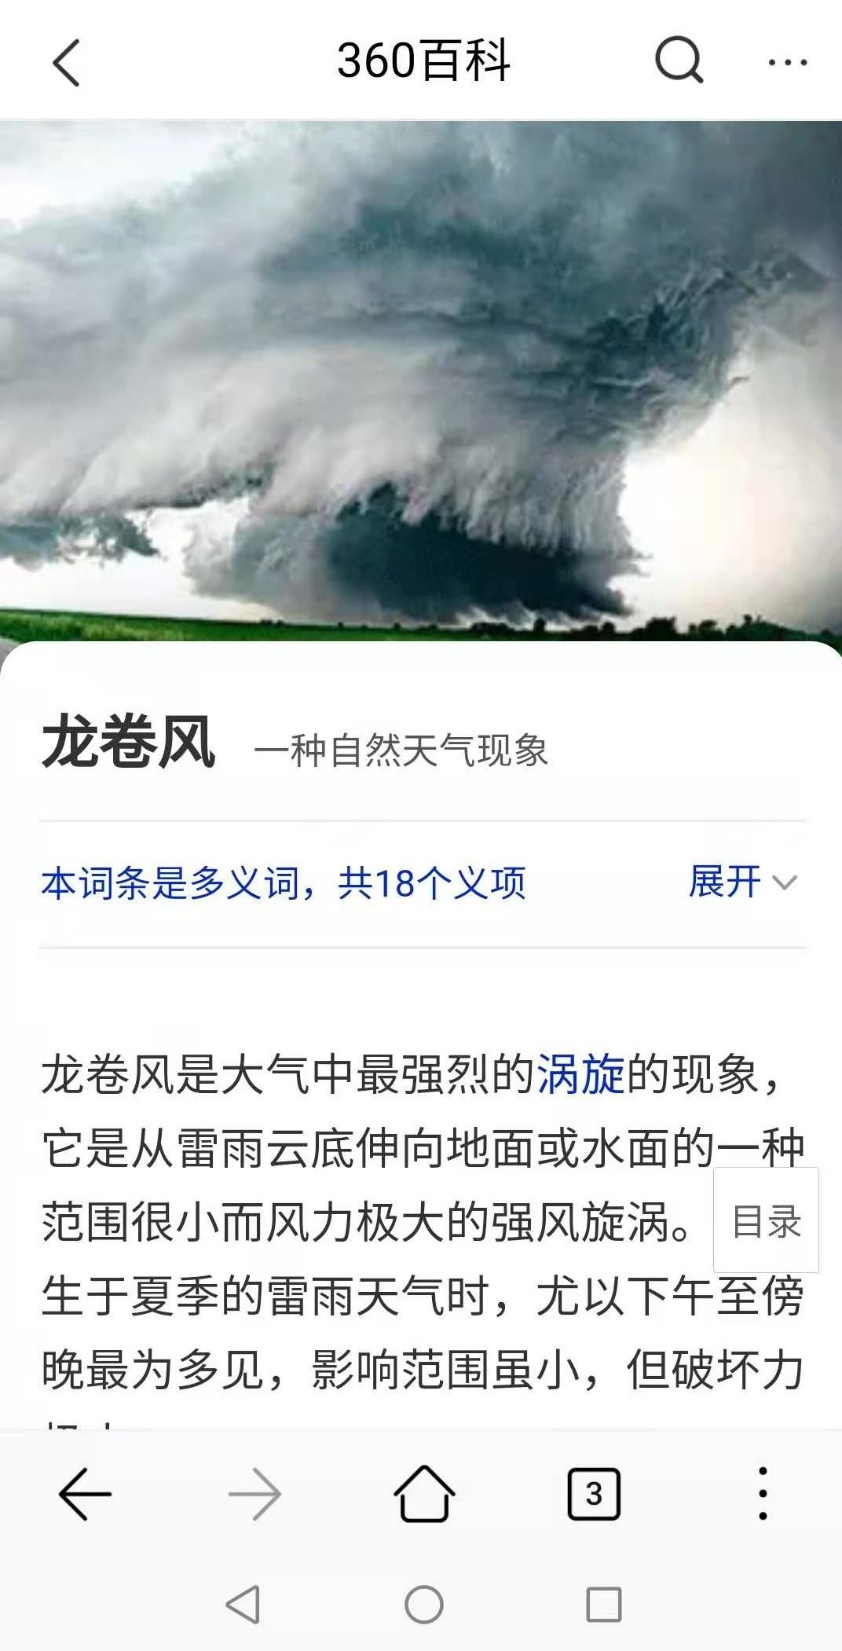 360百科
龙卷风 一种自然天气现象
本词条是多义词，共18个义项 展开
龙卷风是大气中最强烈的涡旋的现象，
它是从雷雨云底伸向地面或水面的一种
范围很小而风力极大的强风旋涡。
目录
生于夏季的雷雨天气时，尤以下午至傍
晚最为多见，影响范围虽小，但破坏力
3